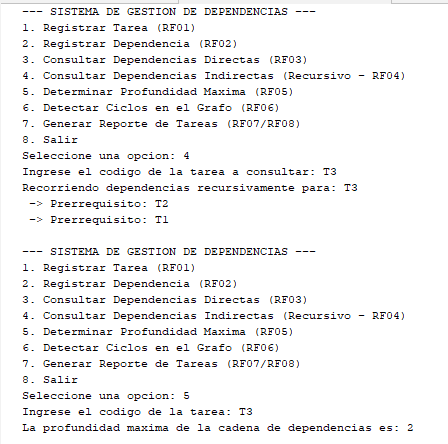 --- SISTEMA DE GESTION DE DEPENDENCIAS ---
1. Registrar Tarea (RF01)
2. Registrar Dependencia (RF02)
3. Consultar Dependencias Directas (RF03)
4. Consultar Dependencias Indirectas (Recursivo - RF04)
5. Determinar Profundidad Maxima (RF05)
6. Detectar Ciclos en el Grafo (RF06)
7. Generar Reporte de Tareas (RF07/RF08)
8. Salir
Seleccione una opcion: 4
Ingrese el codigo de la tarea a consultar: T3
Recorriendo dependencias recursivamente para: T3
-> Prerrequisito: T2
-> Prerrequisito: T1
--- SISTEMA DE GESTION DE DEPENDENCIAS ---
1. Registrar Tarea (RF01)
2. Registrar Dependencia (RF02)
3. Consultar Dependencias Directas (RF03)
4. Consultar Dependencias Indirectas (Recursivo - RF04)
5. Determinar Profundidad Maxima (RF05)
6. Detectar Ciclos en el Grafo (RF06)
7. Generar Reporte de Tareas (RF07/RF08)
8. Salir
Seleccione una opcion: 5
Ingrese el codigo de la tarea: T3
La profundidad maxima de la cadena de dependencias es: 2